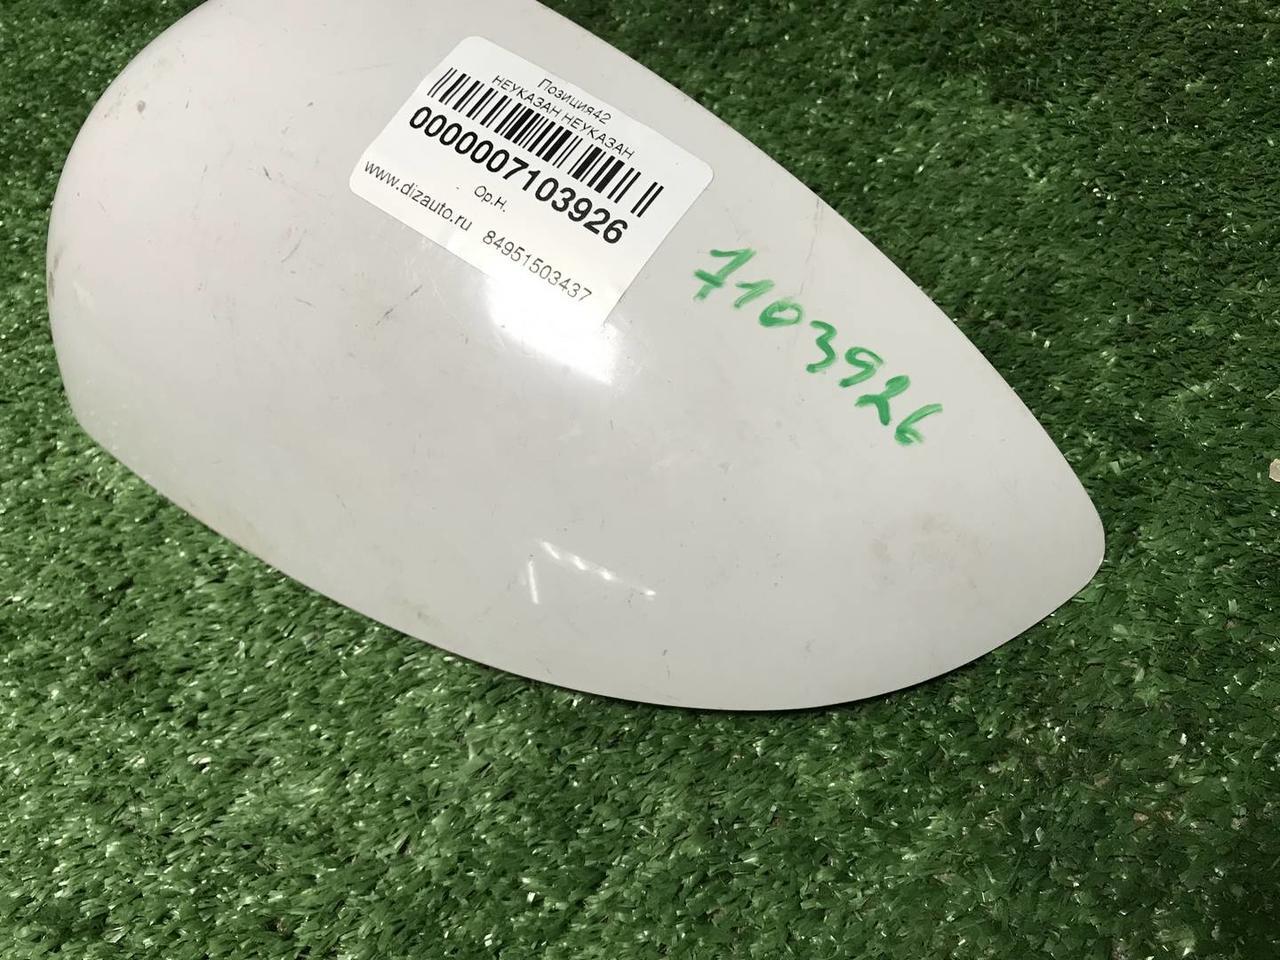 Позиция42
НЕУКАЗАН НЕУКАЗАН
0000007103926
Ор.н.
www.dizauto.ru 84951503437
7103926